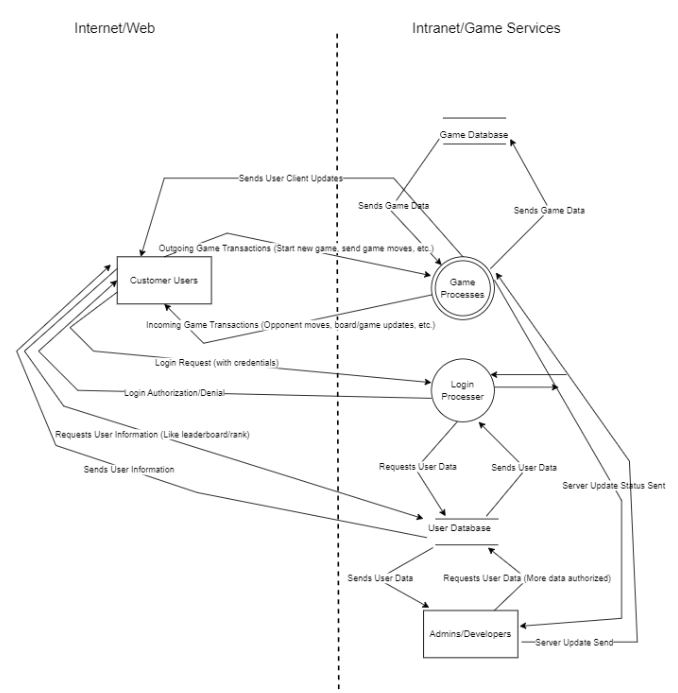 Internet/Web
Intranet/Game Services
Game Database
Sends User Client Updates
Sends Game Data
Sends Game Data
Outgoing Game Transactions (Start new game, send game moves, etc.)
Customer Users
Game
Processes
Incoming Game Transactions (Opponent moves, board/game updates, etc.)
Login Request (with credentials)
Login
Processer
Login Authorization/Denial
Requests User Information (Like leaderboard/rank)
Sends User Information
Requests User Data
Sends User Data
Server Update Status Sent
User Database
Sends User Data
Requests User Data (More data authorized)
Admins/Developers
Server Update Send